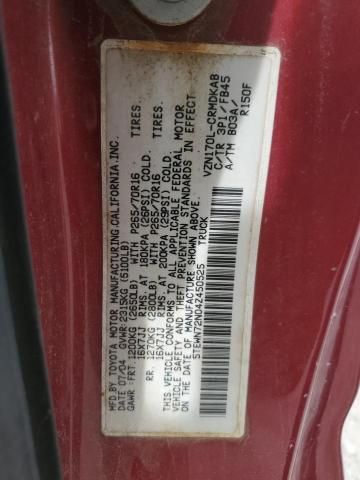 MFD. BY TOYOTA MOTOR MANUFACTURING CALIFORNIA, INC.
DATE 07/04 GVWR: 2315KG (5100LB)
GAWR FRT. 1200KG (2650LB) P265/70R16 TIRES
16X7JJ RIMS. AT 180KPA (26PSI) COLD.
RR. 1270KG (2800LB) P265/70R16 TIRES
16X7JJ RIMS. AT 200KPA (29PSI) COLD.
THIS VEHICLE CONFORMS TO ALL APPLICABLE FEDERAL MOTOR
VEHICLE SAFETY AND THEFT PREVENTION STANDARDS IN EFFECT
ON THE DATE OF MANUFACTURE SHOWN ABOVE.
5TEWN72N04Z450525 TRUCK
VZN170L-CRMDKAB
C/TR 3P1/FB45
A/TM B03A/
R150F